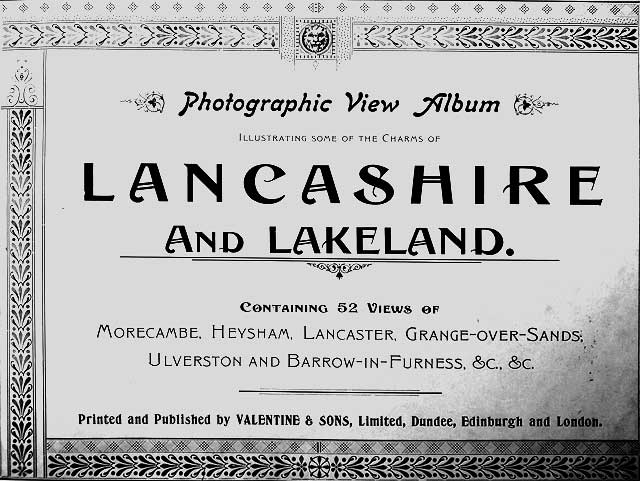 Photographic View Album
Illustrating some of the Charms of
LANCASHIRE
AND LAKELAND.
Containing 52 Views of
Morecambe, Heysham, Lancaster, Grange-over-Sands,
Ulverston and Barrow-in-Furness, &c., &c.
Printed and Published by VALENTINE & SONS, Limited, Dundee, Edinburgh and London.